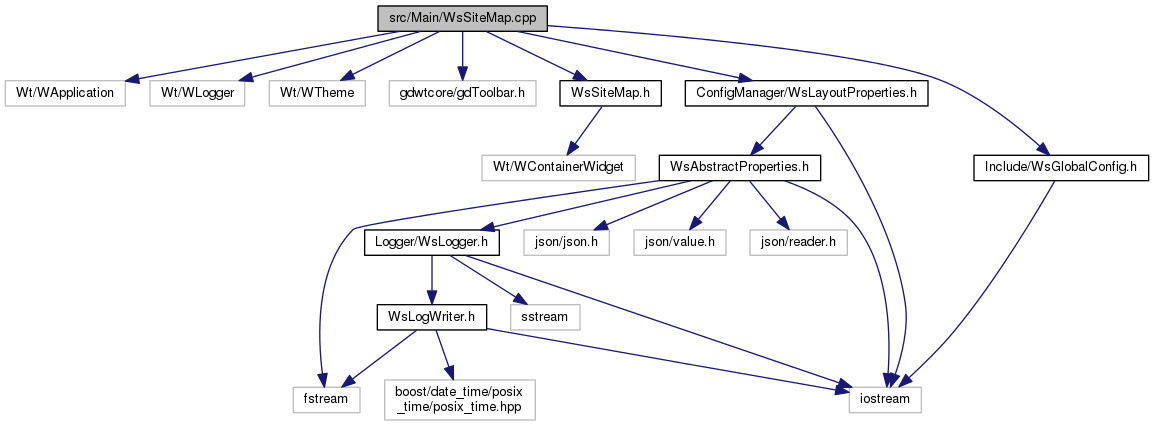 src/Main/WsSiteMap.cpp
Wt/WApplication
Wt/WLogger
Wt/WTheme
gdwtcore/gdToolbar.h
WsSiteMap.h
ConfigManager/WsLayoutProperties.h
Wt/WContainerWidget
WsAbstractProperties.h
Include/WsGlobalConfig.h
Logger/WsLogger.h
json/json.h
json/value.h
json/reader.h
WsLogWriter.h
sstream
fstream
boost/date_time/posix
_time/posix_time.hpp
iostream